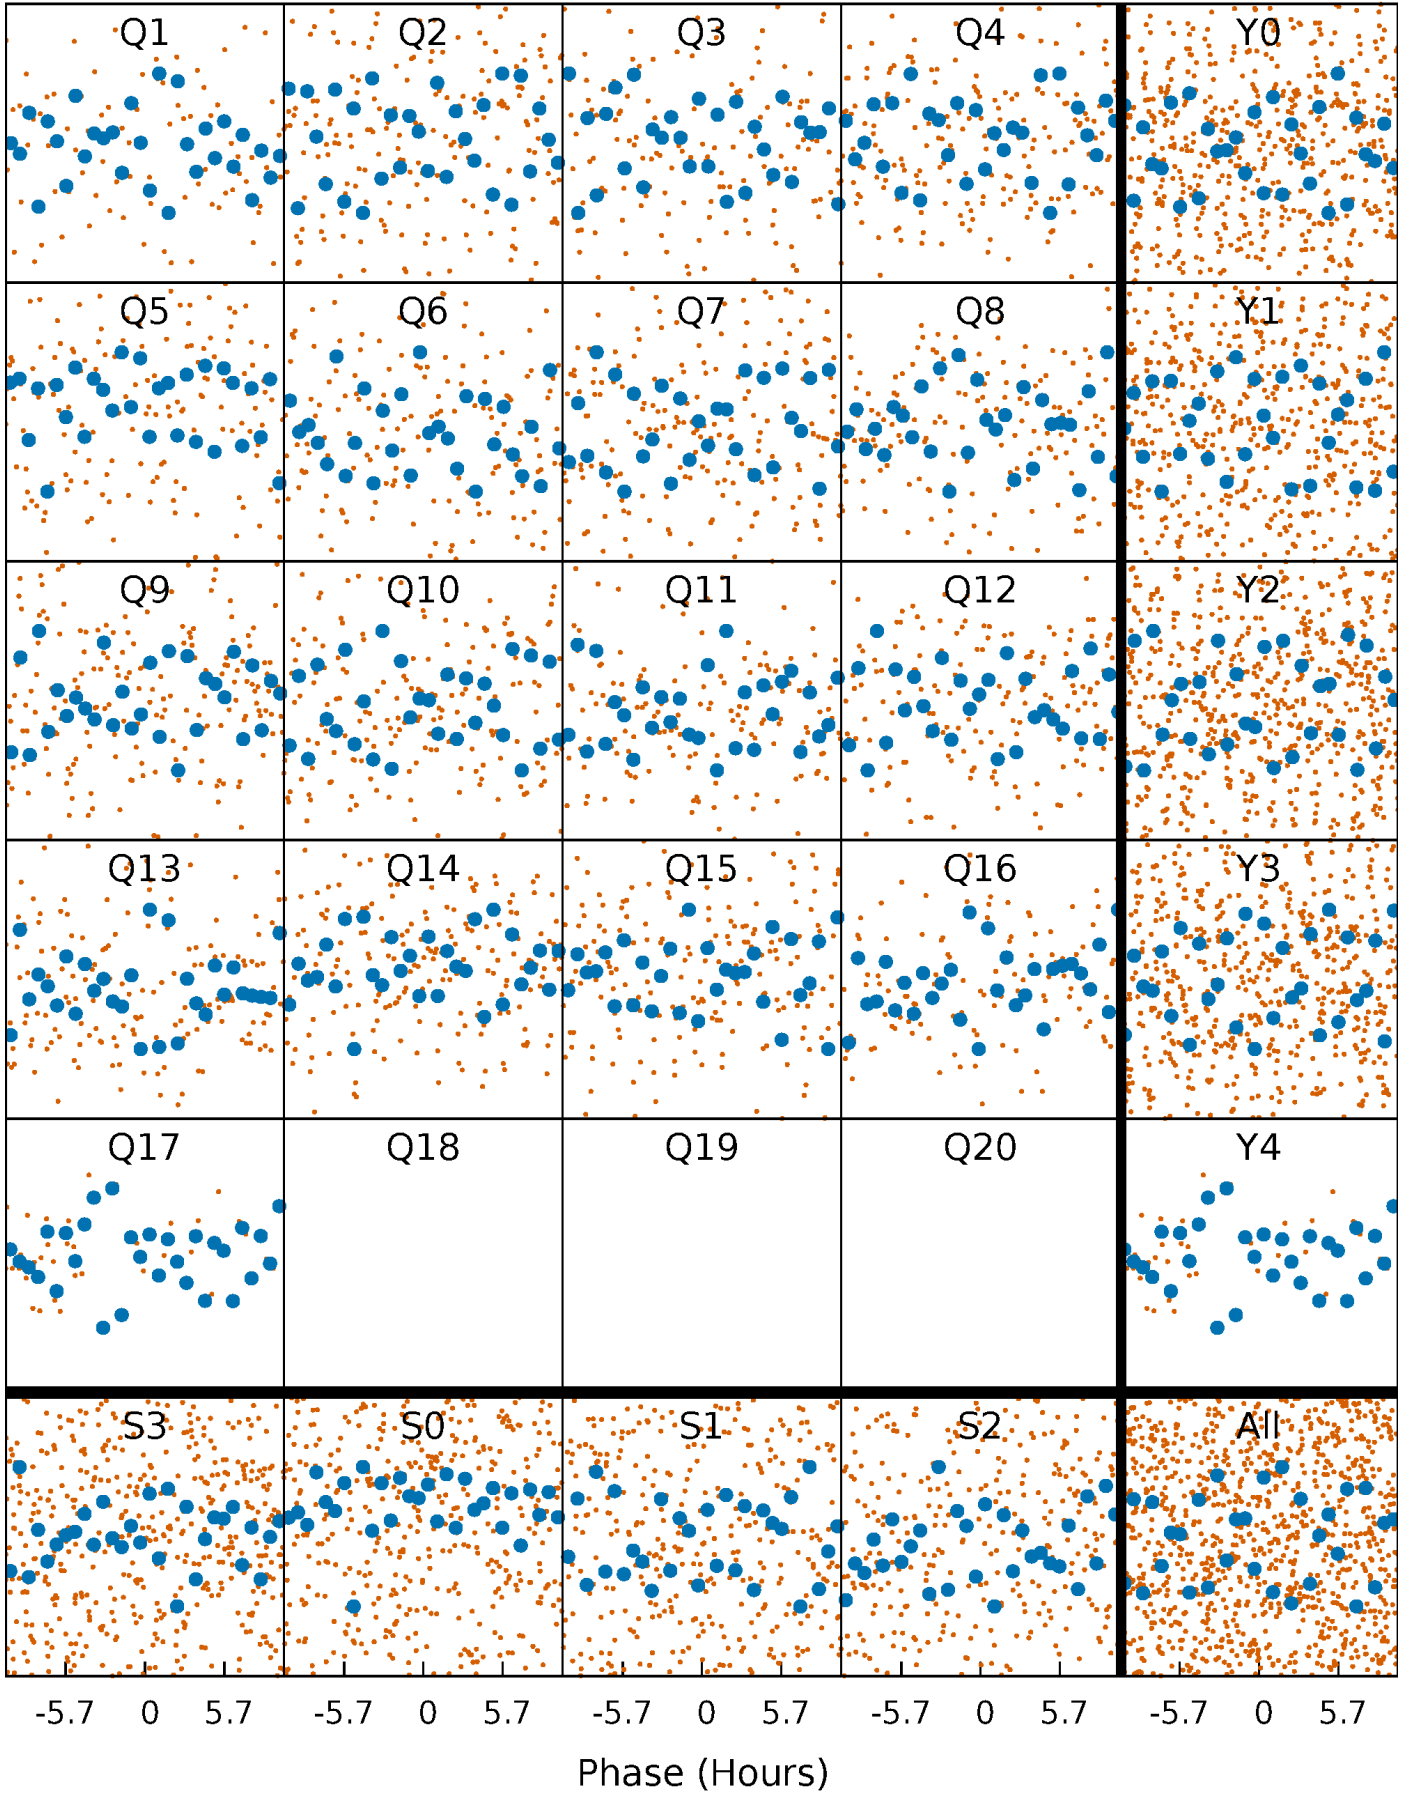 Q1 Q2 Q3 Q4 Y0
Q5 Q6 Q7 Q8 Y1
Q9 Q10 Q11 Q12 Y2
Q13 Q14 Q15 Q16 Y3
Q17 Q18 Q19 Q20 Y4
S3 S0 S1 S2 All
-5.7 0 5.7 -5.7 0 5.7 -5.7 0 5.7 -5.7 0 5.7 -5.7 0 5.7
Phase (Hours)